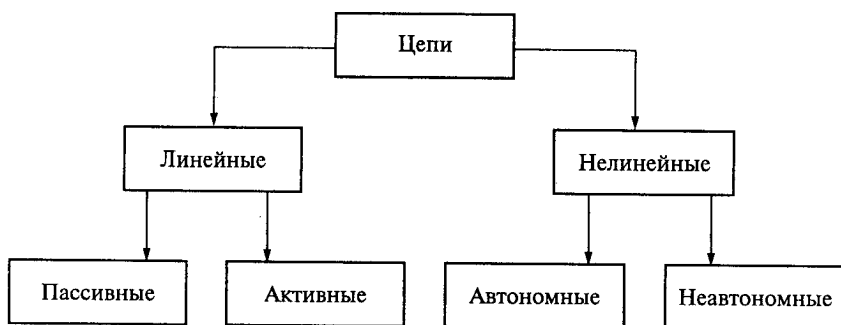 Цепи
Линейные
Нелинейные
Пассивные
Активные
Автономные
Неавтономные